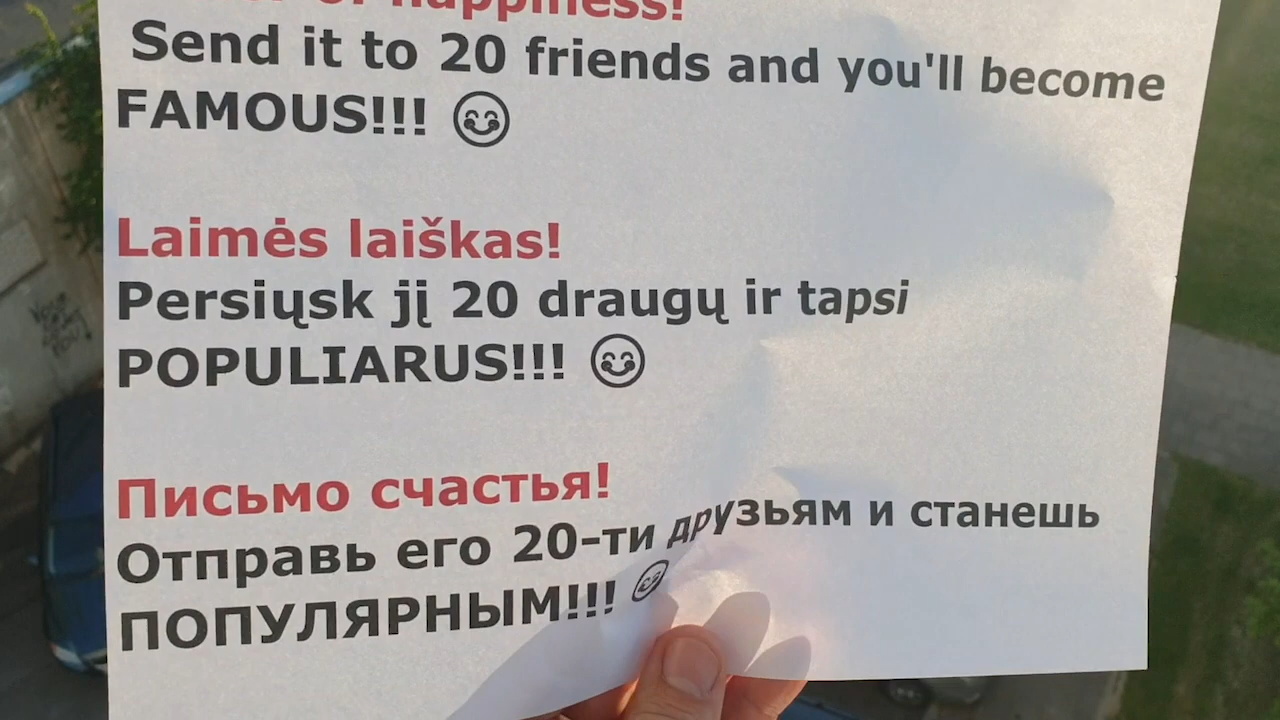 happiness!
Send it to 20 friends and you'll become
FAMOUS!!! 😊
Laimės laiškas!
Persiųsk jį 20 draugų ir tapsi
POPULIARUS!!! 😊
Письмо счастья!
Отправь его 20-ти друзьям и станешь
ПОПУЛЯРНЫМ!!! 😊